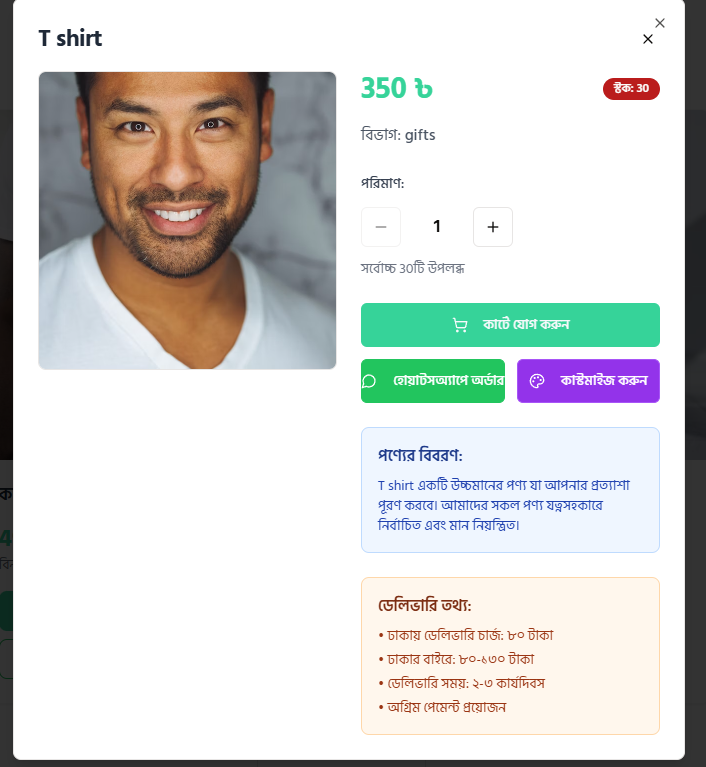 T shirt
350 ৳
স্টক: 30
বিভাগ: gifts
পরিমাণ:
1
সর্বোচ্চ 30টি উপলব্ধ
কার্টে যোগ করুন
হোয়াটসঅ্যাপে অর্ডার
কাস্টমাইজ করুন
পণ্যের বিবরণ:
T shirt একটি উচ্চমানের পণ্য যা আপনার প্রত্যাশা
পূরণ করবে। আমাদের সকল পণ্য যত্নসহকারে
নির্বাচিত এবং মান নিয়ন্ত্রিত।
ডেলিভারি তথ্য:
• ঢাকায় ডেলিভারি চার্জ: ৮০ টাকা
• ঢাকার বাইরে: ৮০-১৩০ টাকা
• ডেলিভারি সময়: ২-৩ কার্যদিবস
• অগ্রিম পেমেন্ট প্রয়োজন